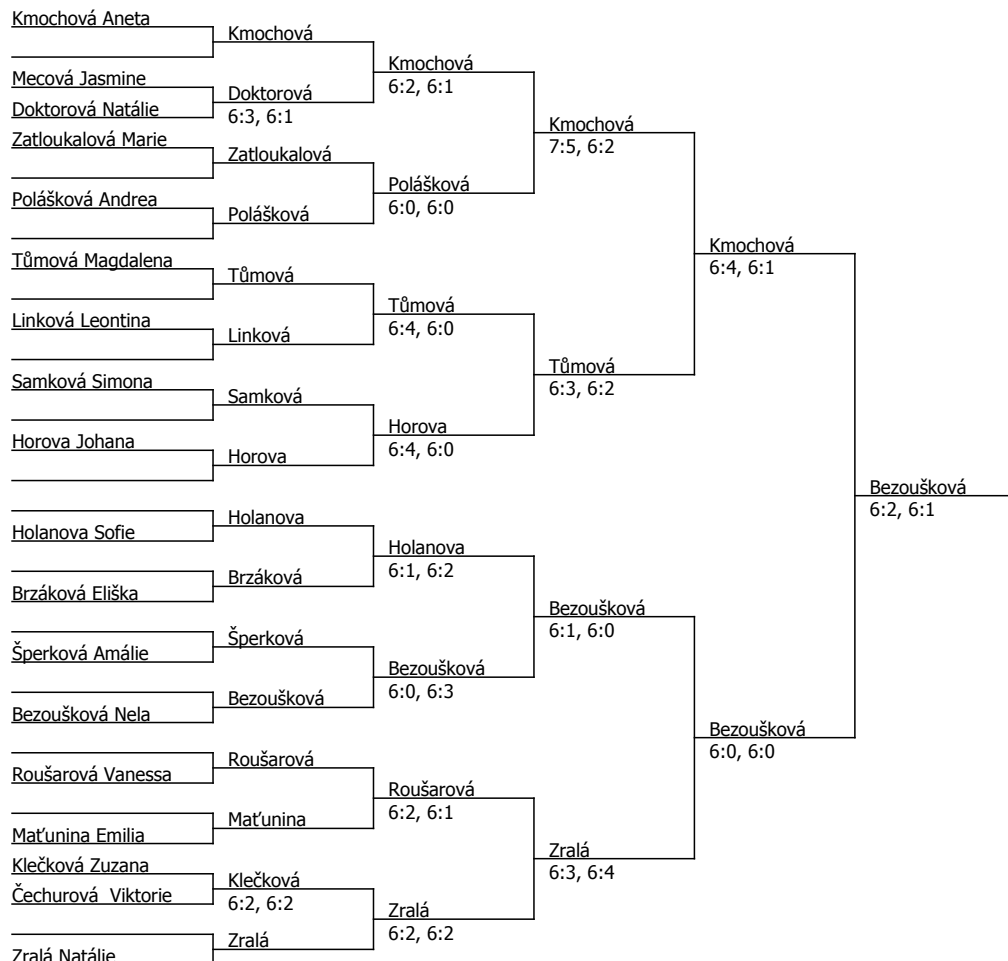 Kmochová Aneta
Kmochová
Kmochová
6:2, 6:1
Mecová Jasmine
Doktorová
6:3, 6:1
Doktorová Natálie
Kmochová
7:5, 6:2
Zatloukalová Marie
Zatloukalová
Polášková
6:0, 6:0
Polášková Andrea
Polášková
Kmochová
6:4, 6:1
Tůmová Magdalena
Tůmová
Tůmová
6:4, 6:0
Linková Leontina
Linková
Tůmová
6:3, 6:2
Samková Simona
Samková
Horova
6:4, 6:0
Horova Johana
Horova
Bezoušková
6:2, 6:1
Holanova
Holanova Sofie
Holanova
6:1, 6:2
Brzáková
Brzáková Eliška
Bezoušková
6:1, 6:0
Šperková
Šperková Amálie
Bezoušková
6:0, 6:3
Bezoušková
Bezoušková Nela
Bezoušková
6:0, 6:0
Roušarová
Roušarová Vanessa
Roušarová
6:2, 6:1
Maťunina
Maťunina Emilia
Zralá
6:3, 6:4
Klečková Zuzana
Klečková
6:2, 6:2
Čechurová  Viktorie
Zralá
6:2, 6:2
Zralá
Zralá Natálie